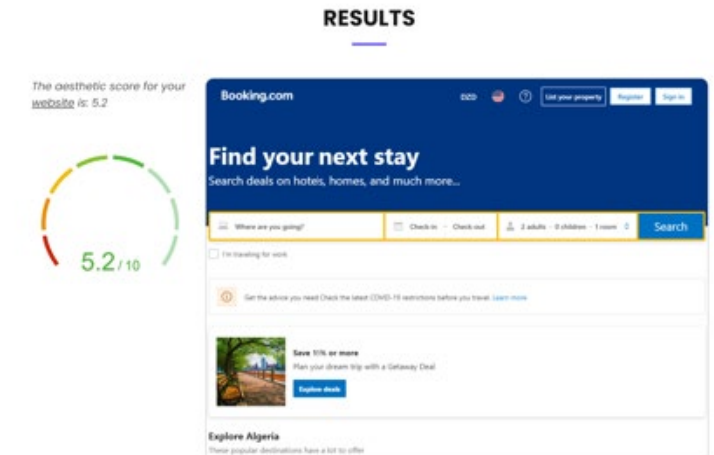 RESULTS
The aesthetic score for your
website is: 5.2
5.2/10
Booking.com
List your property
Register
Sign in
Find your next stay
Search deals on hotels, homes, and much more...
Where are you going?
Check-in - Check-out
2 adults · 0 children · 1 room
Search
I'm traveling for work
Get the advice you need Check the latest COVID-19 restrictions before you travel. Learn more
Save 15% or more
Plan your dream trip with a Getaway Deal
Explore deals
Explore Algeria
These popular destinations have a lot to offer